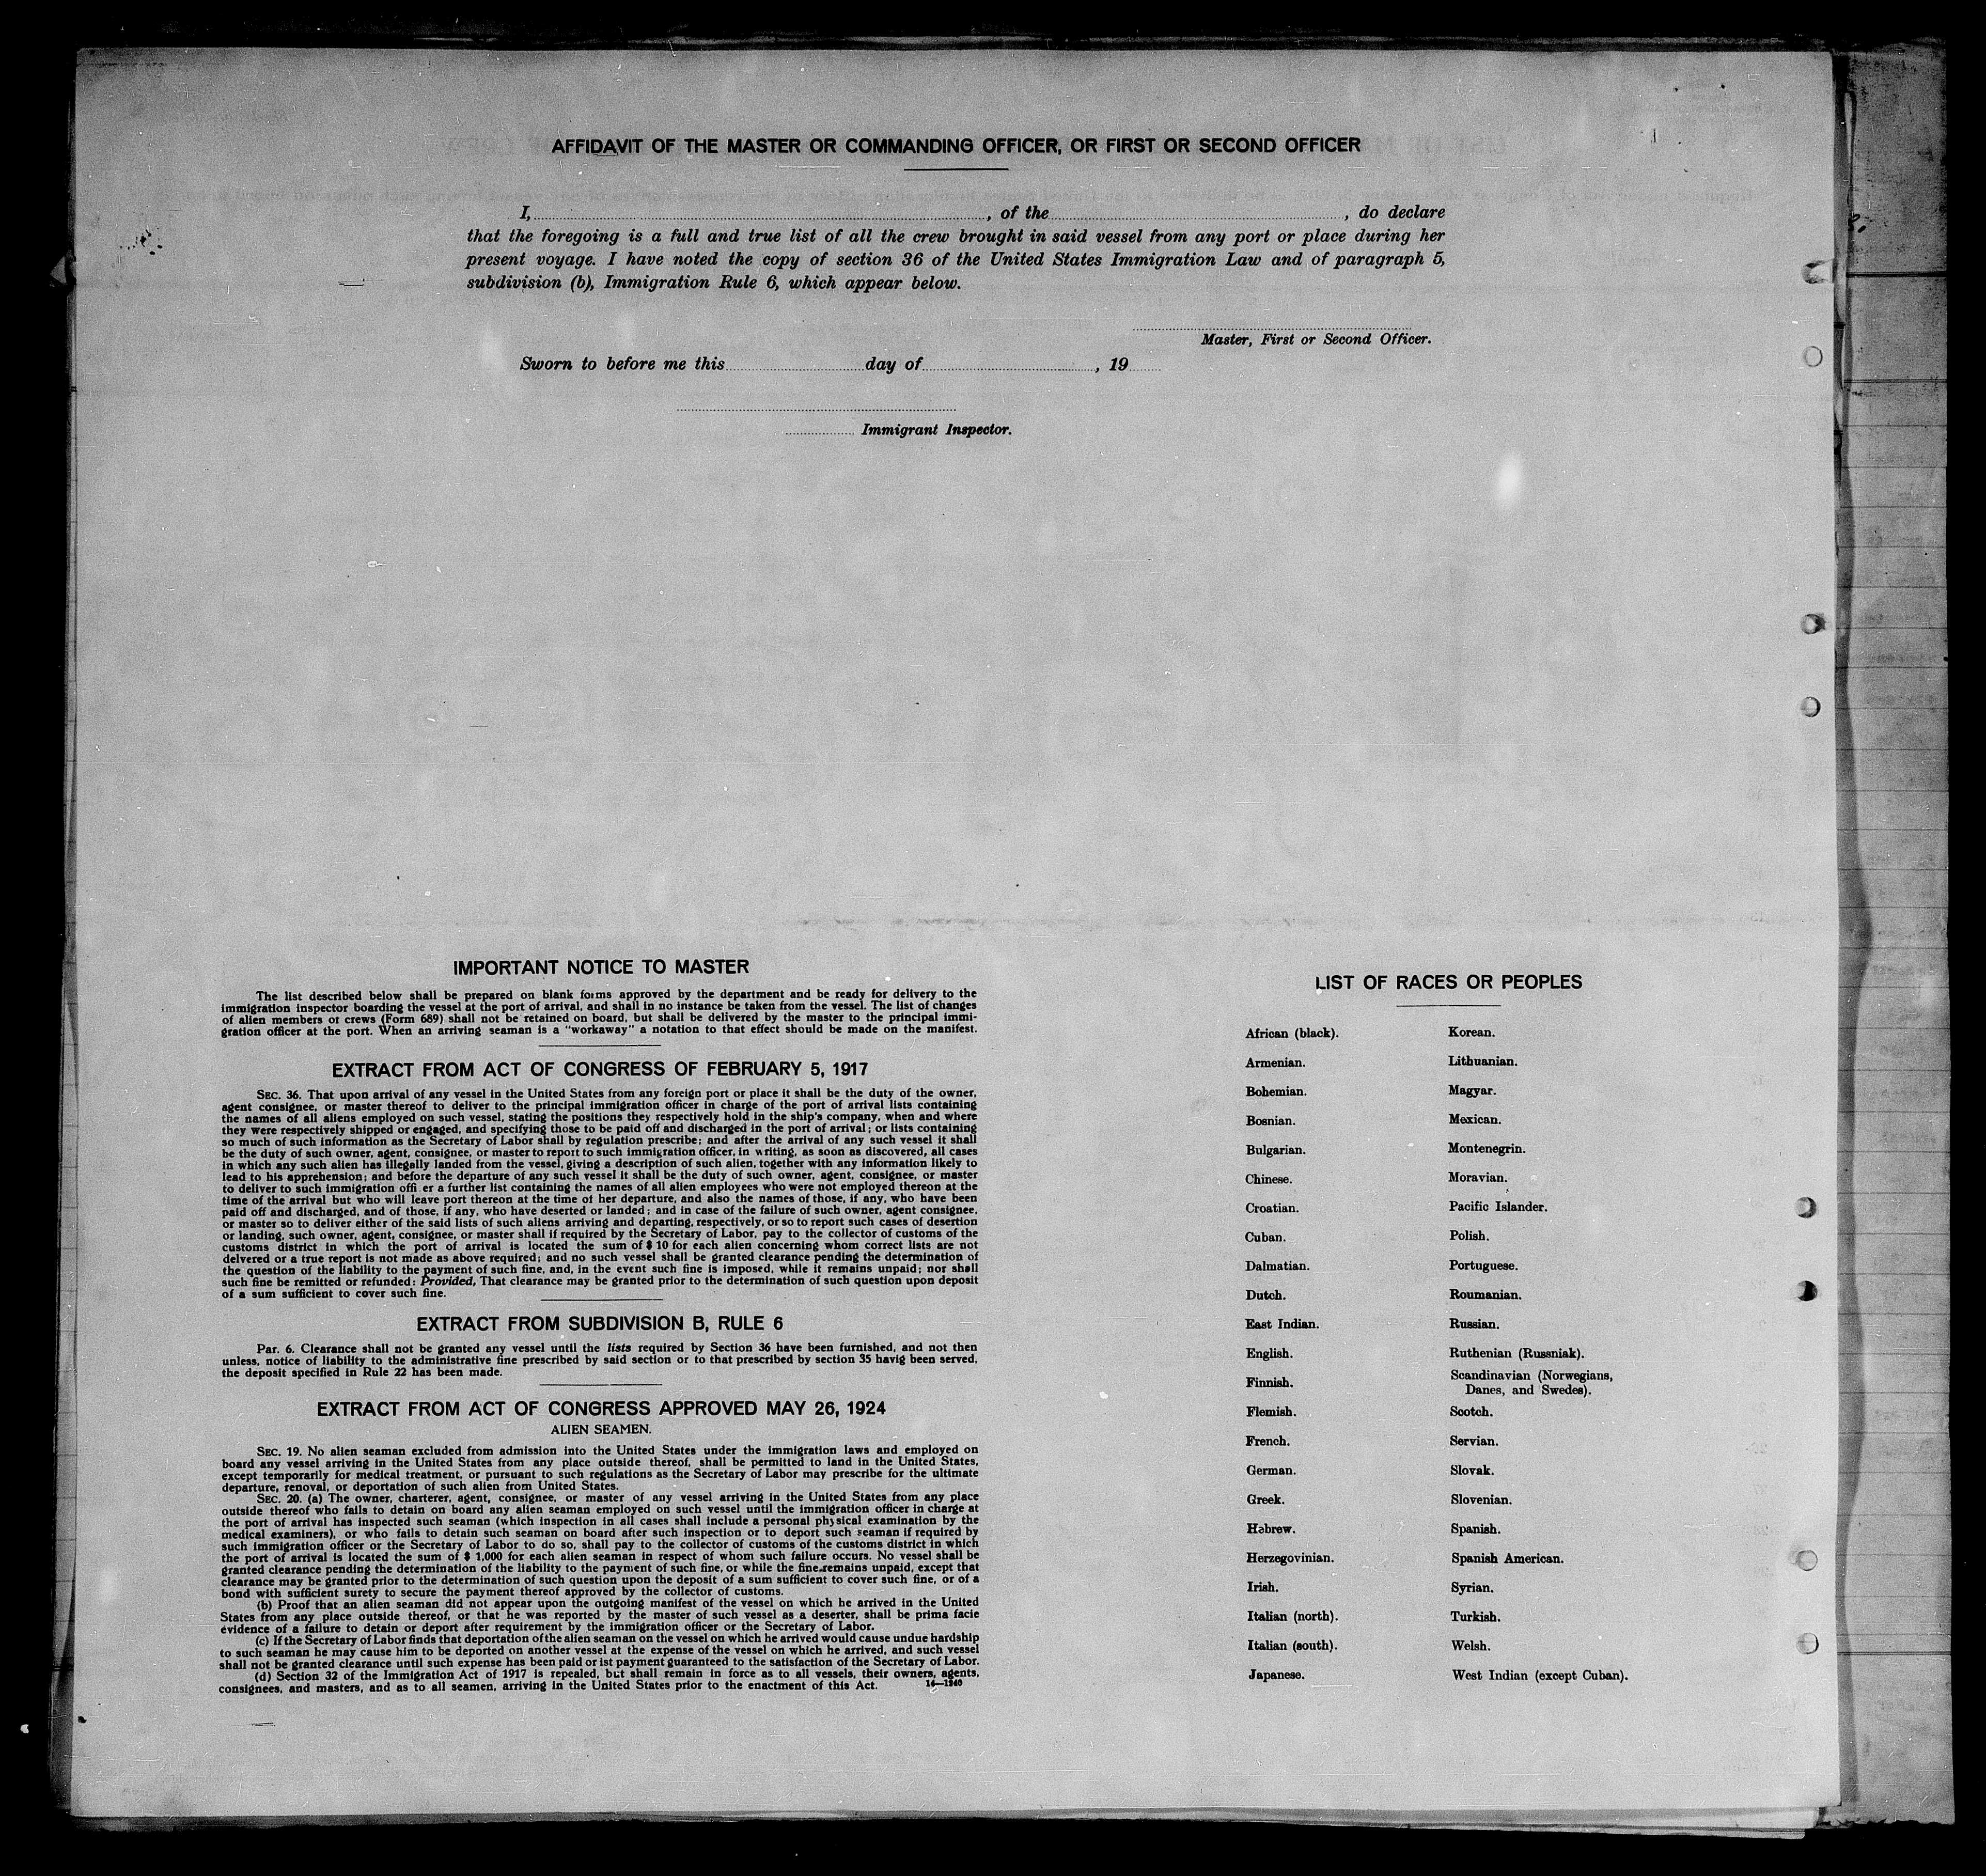 AFFIDAVIT OF THE MASTER OR COMMANDING OFFICER, OR FIRST OR SECOND OFFICER
I, , of the , do declare
that the foregoing is a full and true list of all the crew brought in said vessel from any port or place during her
present voyage. I have noted the copy of section 36 of the United States Immigration Law and of paragraph 5,
subdivision (b), Immigration Rule 6, which appear below.
Master, First or Second Officer.
Sworn to before me this day of , 19
Immigrant Inspector.
IMPORTANT NOTICE TO MASTER
The list described below shall be prepared on blank forms approved by the department and be ready for delivery to the
immigration inspector boarding the vessel at the port of arrival, and shall in no instance be taken from the vessel. The list of changes
of alien members of crews (Form 689) shall not be retained on board, but shall be delivered by the master to the principal immi-
gration officer at the port. When an arriving seaman is a "workaway" a notation to that effect should be made on the manifest.
EXTRACT FROM ACT OF CONGRESS OF FEBRUARY 5, 1917
SEC. 36. That upon arrival of any vessel in the United States from any foreign port or place it shall be the duty of the owner,
agent consignee, or master thereof to deliver to the principal immigration officer in charge of the port of arrival lists containing
the names of all aliens employed on such vessel, stating the positions they respectively hold in the ship's company, when and where
they were respectively shipped or engaged, and specifying those to be paid off and discharged in the port of arrival; or lists containing
so much of such information as the Secretary of Labor shall by regulation prescribe; and after the arrival of any such vessel it shall
be the duty of such owner, agent, consignee, or master to report to such immigration officer, in writing, as soon as discovered, all cases
in which any such alien has illegally landed from the vessel, giving a description of such alien, together with any information likely to
lead to his apprehension; and before the departure of any such vessel it shall be the duty of such owner, agent, consignee, or master
to deliver to such immigration offi er a further list containing the names of all alien employees who were not employed thereon at the
time of the arrival but who will leave port thereon at the time of her departure, and also the names of those, if any, who have been
paid off and discharged, and of those, if any, who have deserted or landed; and in case of the failure of such owner, agent consignee,
or master so to deliver either of the said lists of such aliens arriving and departing, respectively, or so to report such cases of desertion
or landing, such owner, agent, consignee, or master shall if required by the Secretary of Labor, pay to the collector of customs of the
customs district in which the port of arrival is located the sum of $ 10 for each alien concerning whom correct lists are not
delivered or a true report is not made as above required; and no such vessel shall be granted clearance pending the determination of
the question of the liability to the payment of such fine, and, in the event such fine is imposed, while it remains unpaid; nor shall
such fine be remitted or refunded: Provided, That clearance may be granted prior to the determination of such question upon deposit
of a sum sufficient to cover such fine.
EXTRACT FROM SUBDIVISION B, RULE 6
Par. 6. Clearance shall not be granted any vessel until the lists required by Section 36 have been furnished, and not then
unless, notice of liability to the administrative fine prescribed by said section or to that prescribed by section 35 havig been served,
the deposit specified in Rule 22 has been made.
EXTRACT FROM ACT OF CONGRESS APPROVED MAY 26, 1924
ALIEN SEAMEN.
SEC. 19. No alien seaman excluded from admission into the United States under the immigration laws and employed on
board any vessel arriving in the United States from any place outside thereof, shall be permitted to land in the United States,
except temporarily for medical treatment, or pursuant to such regulations as the Secretary of Labor may prescribe for the ultimate
departure, renoval, or deportation of such alien from United States.
SEC. 20. (a) The owner, charterer, agent, consignee, or master of any vessel arriving in the United States from any place
outside thereof who fails to detain on board any alien seaman employed on such vessel until the immigration officer in charge at
the port of arrival has inspected such seaman (which inspection in all cases shall include a personal physical examination by the
medical examiners), or who fails to detain such seaman on board after such inspection or to deport such seaman if required by
such immigration officer or the Secretary of Labor to do so, shall pay to the collector of customs of the customs district in which
the port of arrival is located the sum of $ 1,000 for each alien seaman in respect of whom such failure occurs. No vessel shall be
granted clearance pending the determination of the liability to the payment of such fine, or while the fine remains unpaid, except that
clearance may be granted prior to the determination of such question upon the deposit of a sum sufficient to cover such fine, or of a
bond with sufficient surety to secure the payment thereof approved by the collector of customs.
(b) Proof that an alien seaman did not appear upon the outgoing manifest of the vessel on which he arrived in the United
States from any place outside thereof, or that he was reported by the master of such vessel as a deserter, shall be prima facie
evidence of a failure to detain or deport after requirement by the immigration officer or the Secretary of Labor.
(c) If the Secretary of Labor finds that deportation of the alien seaman on the vessel on which he arrived would cause undue hardship
to such seaman he may cause him to be deported on another vessel at the expense of the vessel on which he arrived, and such vessel
shall not be granted clearance until such expense has been paid or ist payment guaranteed to the satisfaction of the Secretary of Labor.
(d) Section 32 of the Immigration Act of 1917 is repealed, but shall remain in force as to all vessels, their owners, agents,
consignees, and masters, and as to all seamen, arriving in the United States prior to the enactment of this Act.
14—1240
LIST OF RACES OR PEOPLES
African (black).
Armenian.
Bohemian.
Bosnian.
Bulgarian.
Chinese.
Croatian.
Cuban.
Dalmatian.
Dutch.
East Indian.
English.
Finnish.
Flemish.
French.
German.
Greek.
Hebrew.
Herzegovinian.
Irish.
Italian (north).
Italian (south).
Japanese.
Korean.
Lithuanian.
Magyar.
Mexican.
Montenegrin.
Moravian.
Pacific Islander.
Polish.
Portuguese.
Roumanian.
Russian.
Ruthenian (Russniak).
Scandinavian (Norwegians,
Danes, and Swedes).
Scotch.
Servian.
Slovak.
Slovenian.
Spanish.
Spanish American.
Syrian.
Turkish.
Welsh.
West Indian (except Cuban).